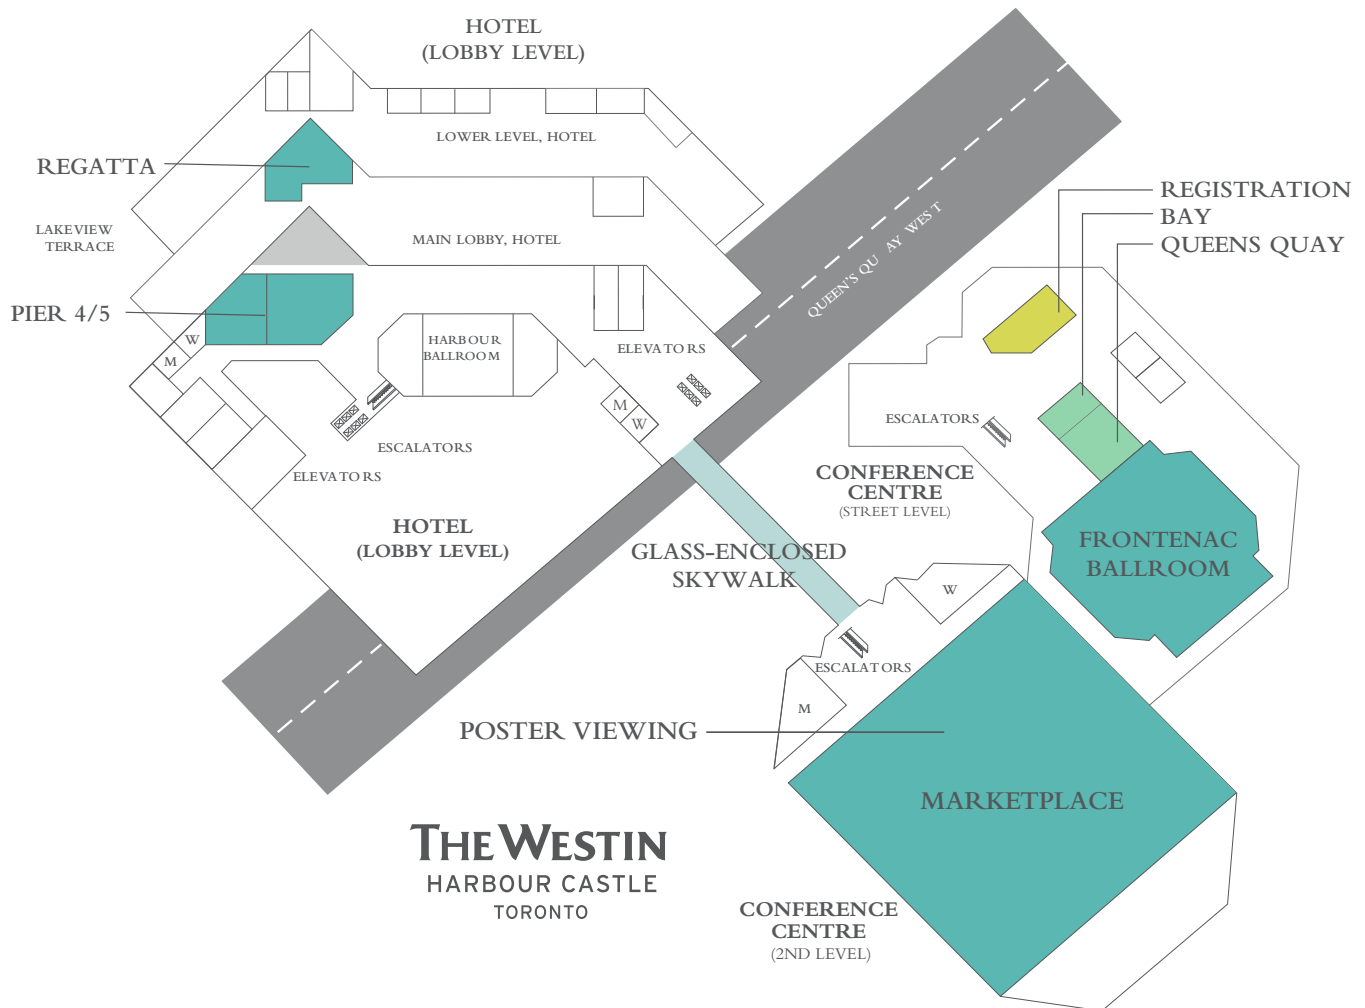 HOTEL
(LOBBY LEVEL)
LOWER LEVEL, HOTEL
REGATTA
REGISTRATION
BAY
QUEENS QUAY
LAKEVIEW
TERRACE
MAIN LOBBY, HOTEL
QUEEN'S QUAY WEST
PIER 4/5
W
M
HARBOUR
BALLROOM
ELEVATORS
M
W
ESCALATORS
ESCALATORS
ELEVATORS
CONFERENCE
CENTRE
(STREET LEVEL)
HOTEL
(LOBBY LEVEL)
GLASS-ENCLOSED
SKYWALK
FRONTENAC
BALLROOM
W
ESCALATORS
M
POSTER VIEWING
MARKETPLACE
THE WESTIN
HARBOUR CASTLE
TORONTO
CONFERENCE
CENTRE
(2ND LEVEL)